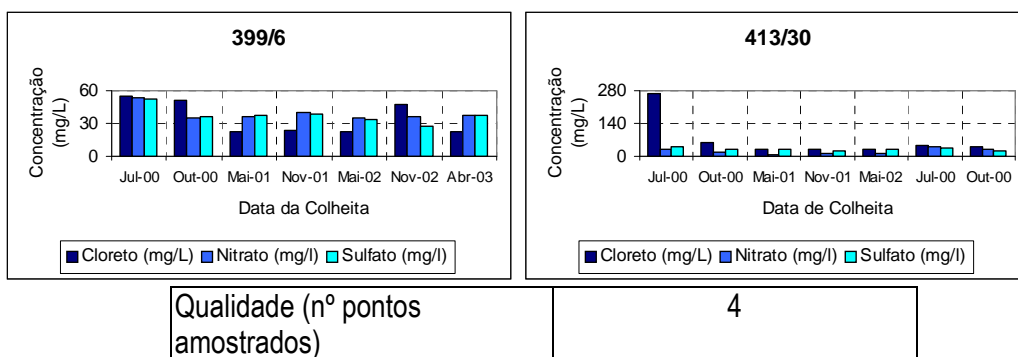 399/6
Concentração
(mg/L)
60
30
0
Jul-00 Out-00 Mai-01 Nov-01 Mai-02 Nov-02 Abr-03
Data da Colheita
Cloreto (mg/L) Nitrato (mg/l) Sulfato (mg/l)
413/30
Concentração
(mg/L)
280
140
0
Jul-00 Out-00 Mai-01 Nov-01 Mai-02 Jul-00 Out-00
Data de Colheita
Cloreto (mg/L) Nitrato (mg/l) Sulfato (mg/l)
Qualidade (nº pontos 4
amostrados)